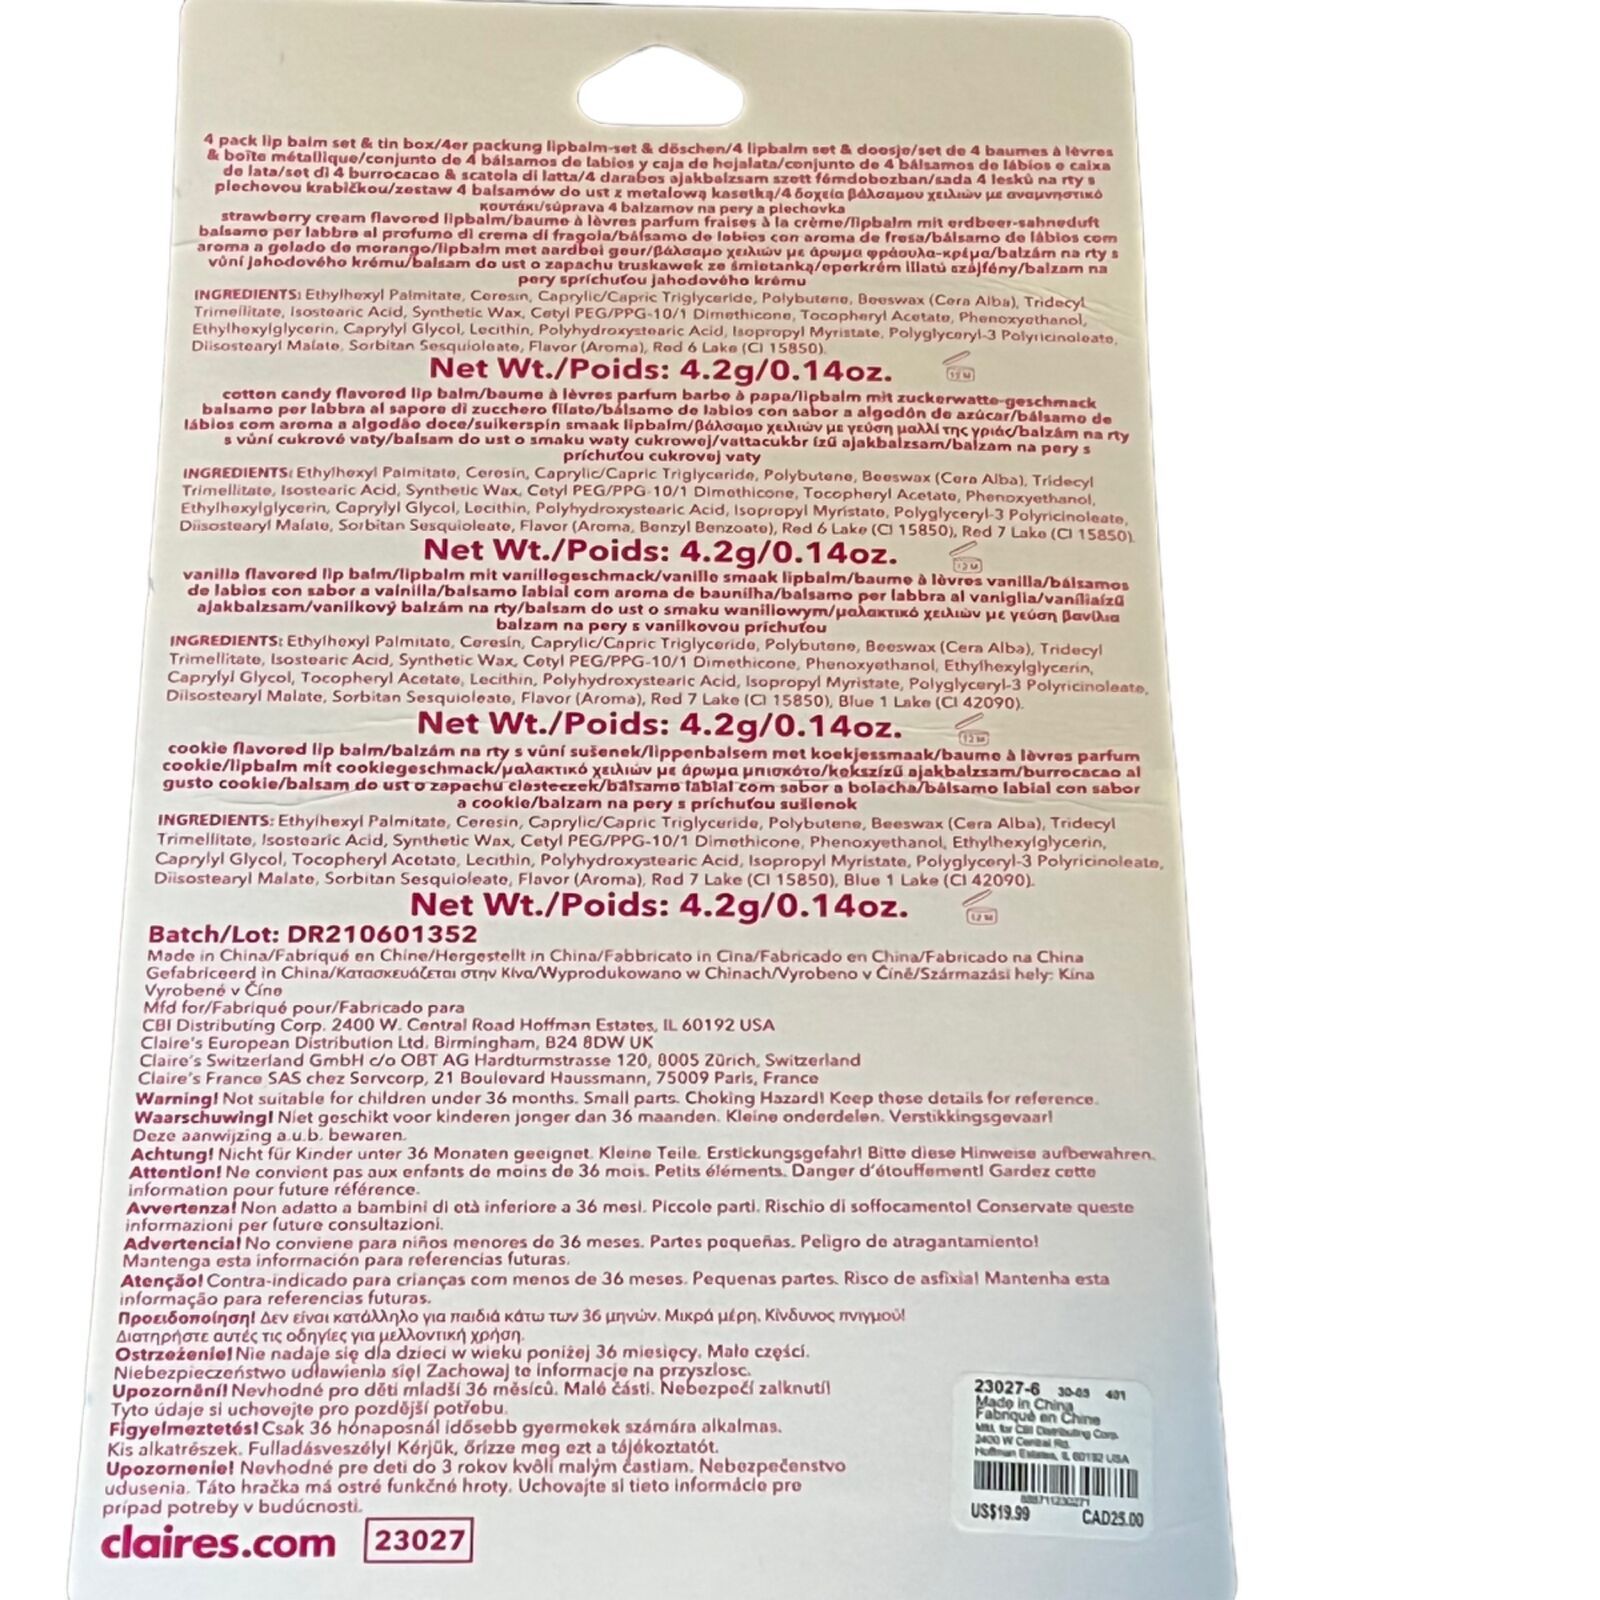 4 pack lip balm set & tin box/4er packung lipbalm-set & döschen/4 lipbalm set & doosje/set de 4 baumes à lèvres
& boîte métallique/conjunto de 4 bálsamos de labios y caja de hojalata/conjunto de 4 bálsamos de lábios e caixa
de lata/set di 4 burrocacao & scatola di latta/4 darabos ajakbalzsam szett fémdobozban/sada 4 lesků na rty s
plechovou krabičkou/zestaw 4 balsamów do ust z metalową kasetką/4 δοχεία βάλσαμου χειλιών με αναμνηστικό
κουτάκι/súprava 4 balzamov na pery a plechovka
strawberry cream flavored lipbalm/baume à lèvres parfum fraises à la crème/lipbalm mit erdbeer-sahneduft
balsamo per labbra al profumo di crema di fragola/bálsamo de labios con aroma de fresa/bálsamo de lábios com
aroma a gelado de morango/lipbalm met aardbei geur/βάλσαμο χειλιών με άρωμα φράουλα-κρέμα/balzám na rty s
vůní jahodového krému/balsam do ust o zapachu truskawek ze śmietanką/eperkrém illatú szájfény/balzam na
pery spríchuťou jahodového krému
INGREDIENTS: Ethylhexyl Palmitate, Ceresin, Caprylic/Capric Triglyceride, Polybutene, Beeswax (Cera Alba), Tridecyl
Trimellitate, Isostearic Acid, Synthetic Wax, Cetyl PEG/PPG-10/1 Dimethicone, Tocopheryl Acetate, Phenoxyethanol,
Ethylhexylglycerin, Caprylyl Glycol, Lecithin, Polyhydroxystearic Acid, Isopropyl Myristate, Polyglyceryl-3 Polyricinoleate,
Diisostearyl Malate, Sorbitan Sesquioleate, Flavor (Aroma), Red 6 Lake (CI 15850).
Net Wt./Poids: 4.2g/0.14oz. 12 M
cotton candy flavored lip balm/baume à lèvres parfum barbe à papa/lipbalm mit zuckerwatte-geschmack
balsamo per labbra al sapore di zucchero filato/bálsamo de labios con sabor a algodón de azúcar/bálsamo de
lábios com aroma a algodão doce/suikerspin smaak lipbalm/βάλσαμο χειλιών με γεύση μαλλί της γριάς/balzám na rty
s vůní cukrové vaty/balsam do ust o smaku waty cukrowej/vattacukbr ízű ajakbalzsam/balzam na pery s
príchuťou cukrovej vaty
INGREDIENTS: Ethylhexyl Palmitate, Ceresin, Caprylic/Capric Triglyceride, Polybutene, Beeswax (Cera Alba), Tridecyl
Trimellitate, Isostearic Acid, Synthetic Wax, Cetyl PEG/PPG-10/1 Dimethicone, Tocopheryl Acetate, Phenoxyethanol,
Ethylhexylglycerin, Caprylyl Glycol, Lecithin, Polyhydroxystearic Acid, Isopropyl Myristate, Polyglyceryl-3 Polyricinoleate,
Diisostearyl Malate, Sorbitan Sesquioleate, Flavor (Aroma, Benzyl Benzoate), Red 6 Lake (CI 15850), Red 7 Lake (CI 15850).
Net Wt./Poids: 4.2g/0.14oz. 12 M
vanilla flavored lip balm/lipbalm mit vanillegeschmack/vanille smaak lipbalm/baume à lèvres vanilla/bálsamos
de labios con sabor a vainilla/balsamo labial com aroma de baunilha/balsamo per labbra al vaniglia/vaníliaízű
ajakbalzsam/vanilkový balzám na rty/balsam do ust o smaku waniliowym/μαλακτικό χειλιών με γεύση βανίλια
balzam na pery s vanilkovou príchuťou
INGREDIENTS: Ethylhexyl Palmitate, Ceresin, Caprylic/Capric Triglyceride, Polybutene, Beeswax (Cera Alba), Tridecyl
Trimellitate, Isostearic Acid, Synthetic Wax, Cetyl PEG/PPG-10/1 Dimethicone, Phenoxyethanol, Ethylhexylglycerin,
Caprylyl Glycol, Tocopheryl Acetate, Lecithin, Polyhydroxystearic Acid, Isopropyl Myristate, Polyglyceryl-3 Polyricinoleate,
Diisostearyl Malate, Sorbitan Sesquioleate, Flavor (Aroma), Red 7 Lake (CI 15850), Blue 1 Lake (CI 42090).
Net Wt./Poids: 4.2g/0.14oz. 12 M
cookie flavored lip balm/balzám na rty s vůní sušenek/lippenbalsem met koekjessmaak/baume à lèvres parfum
cookie/lipbalm mit cookiegeschmack/μαλακτικό χειλιών με άρωμα μπισκότο/kekszízű ajakbalzsam/burrocacao al
gusto cookie/balsam do ust o zapachu ciasteczek/bálsamo labial com sabor a bolacha/bálsamo labial con sabor
a cookie/balzam na pery s príchuťou sušienok
INGREDIENTS: Ethylhexyl Palmitate, Ceresin, Caprylic/Capric Triglyceride, Polybutene, Beeswax (Cera Alba), Tridecyl
Trimellitate, Isostearic Acid, Synthetic Wax, Cetyl PEG/PPG-10/1 Dimethicone, Phenoxyethanol, Ethylhexylglycerin,
Caprylyl Glycol, Tocopheryl Acetate, Lecithin, Polyhydroxystearic Acid, Isopropyl Myristate, Polyglyceryl-3 Polyricinoleate,
Diisostearyl Malate, Sorbitan Sesquioleate, Flavor (Aroma), Red 7 Lake (CI 15850), Blue 1 Lake (CI 42090).
Net Wt./Poids: 4.2g/0.14oz. 12 M
Batch/Lot: DR210601352
Made in China/Fabriqué en Chine/Hergestellt in China/Fabbricato in Cina/Fabricado en China/Fabricado na China
Gefabriceerd in China/Κατασκευάζεται στην Κίνα/Wyprodukowano w Chinach/Vyrobeno v Číně/Származási hely: Kína
Vyrobené v Číne
Mfd for/Fabriqué pour/Fabricado para
CBI Distributing Corp. 2400 W. Central Road Hoffman Estates, IL 60192 USA
Claire's European Distribution Ltd. Birmingham, B24 8DW UK
Claire's Switzerland GmbH c/o OBT AG Hardturmstrasse 120, 8005 Zürich, Switzerland
Claire's France SAS chez Servcorp, 21 Boulevard Haussmann, 75009 Paris, France
Warning! Not suitable for children under 36 months. Small parts. Choking Hazard! Keep these details for reference.
Waarschuwing! Niet geschikt voor kinderen jonger dan 36 maanden. Kleine onderdelen. Verstikkingsgevaar!
Deze aanwijzing a.u.b. bewaren.
Achtung! Nicht für Kinder unter 36 Monaten geeignet. Kleine Teile. Erstickungsgefahr! Bitte diese Hinweise aufbewahren.
Attention! Ne convient pas aux enfants de moins de 36 mois. Petits éléments. Danger d'étouffement! Gardez cette
information pour future référence.
Avvertenza! Non adatto a bambini di età inferiore a 36 mesi. Piccole parti. Rischio di soffocamento! Conservate queste
informazioni per future consultazioni.
Advertencia! No conviene para niños menores de 36 meses. Partes pequeñas. Peligro de atragantamiento!
Mantenga esta información para referencias futuras.
Atenção! Contra-indicado para crianças com menos de 36 meses. Pequenas partes. Risco de asfixia! Mantenha esta
informação para referencias futuras.
Προειδοποίηση! Δεν είναι κατάλληλο για παιδιά κάτω των 36 μηνών. Μικρά μέρη. Κίνδυνος πνιγμού!
Διατηρήστε αυτές τις οδηγίες για μελλοντική χρήση.
Ostrzeżenie! Nie nadaje się dla dzieci w wieku poniżej 36 miesięcy. Małe części.
Niebezpieczeństwo udławienia się! Zachowaj te informacje na przyszłosc.
Upozornění! Nevhodné pro děti mladší 36 měsíců. Malé části. Nebezpečí zalknutí!
Tyto údaje si uchovejte pro pozdější potřebu.
Figyelmeztetés! Csak 36 hónaposnál idősebb gyermekek számára alkalmas.
Kis alkatrészek. Fulladásveszély! Kérjük, őrizze meg ezt a tájékoztatót.
Upozornenie! Nevhodné pre deti do 3 rokov kvôli malým častiam. Nebezpečenstvo
udusenia. Táto hračka má ostré funkčné hroty. Uchovajte si tieto informácie pre
prípad potreby v budúcnosti.
claires.com 23027
23027-6 30-03 401
Made in China
Fabriqué en Chine
Mfd. for CBI Distributing Corp.
2400 W Central Rd.
Hoffman Estates, IL 60192 USA
US$19.99 CAD25.00